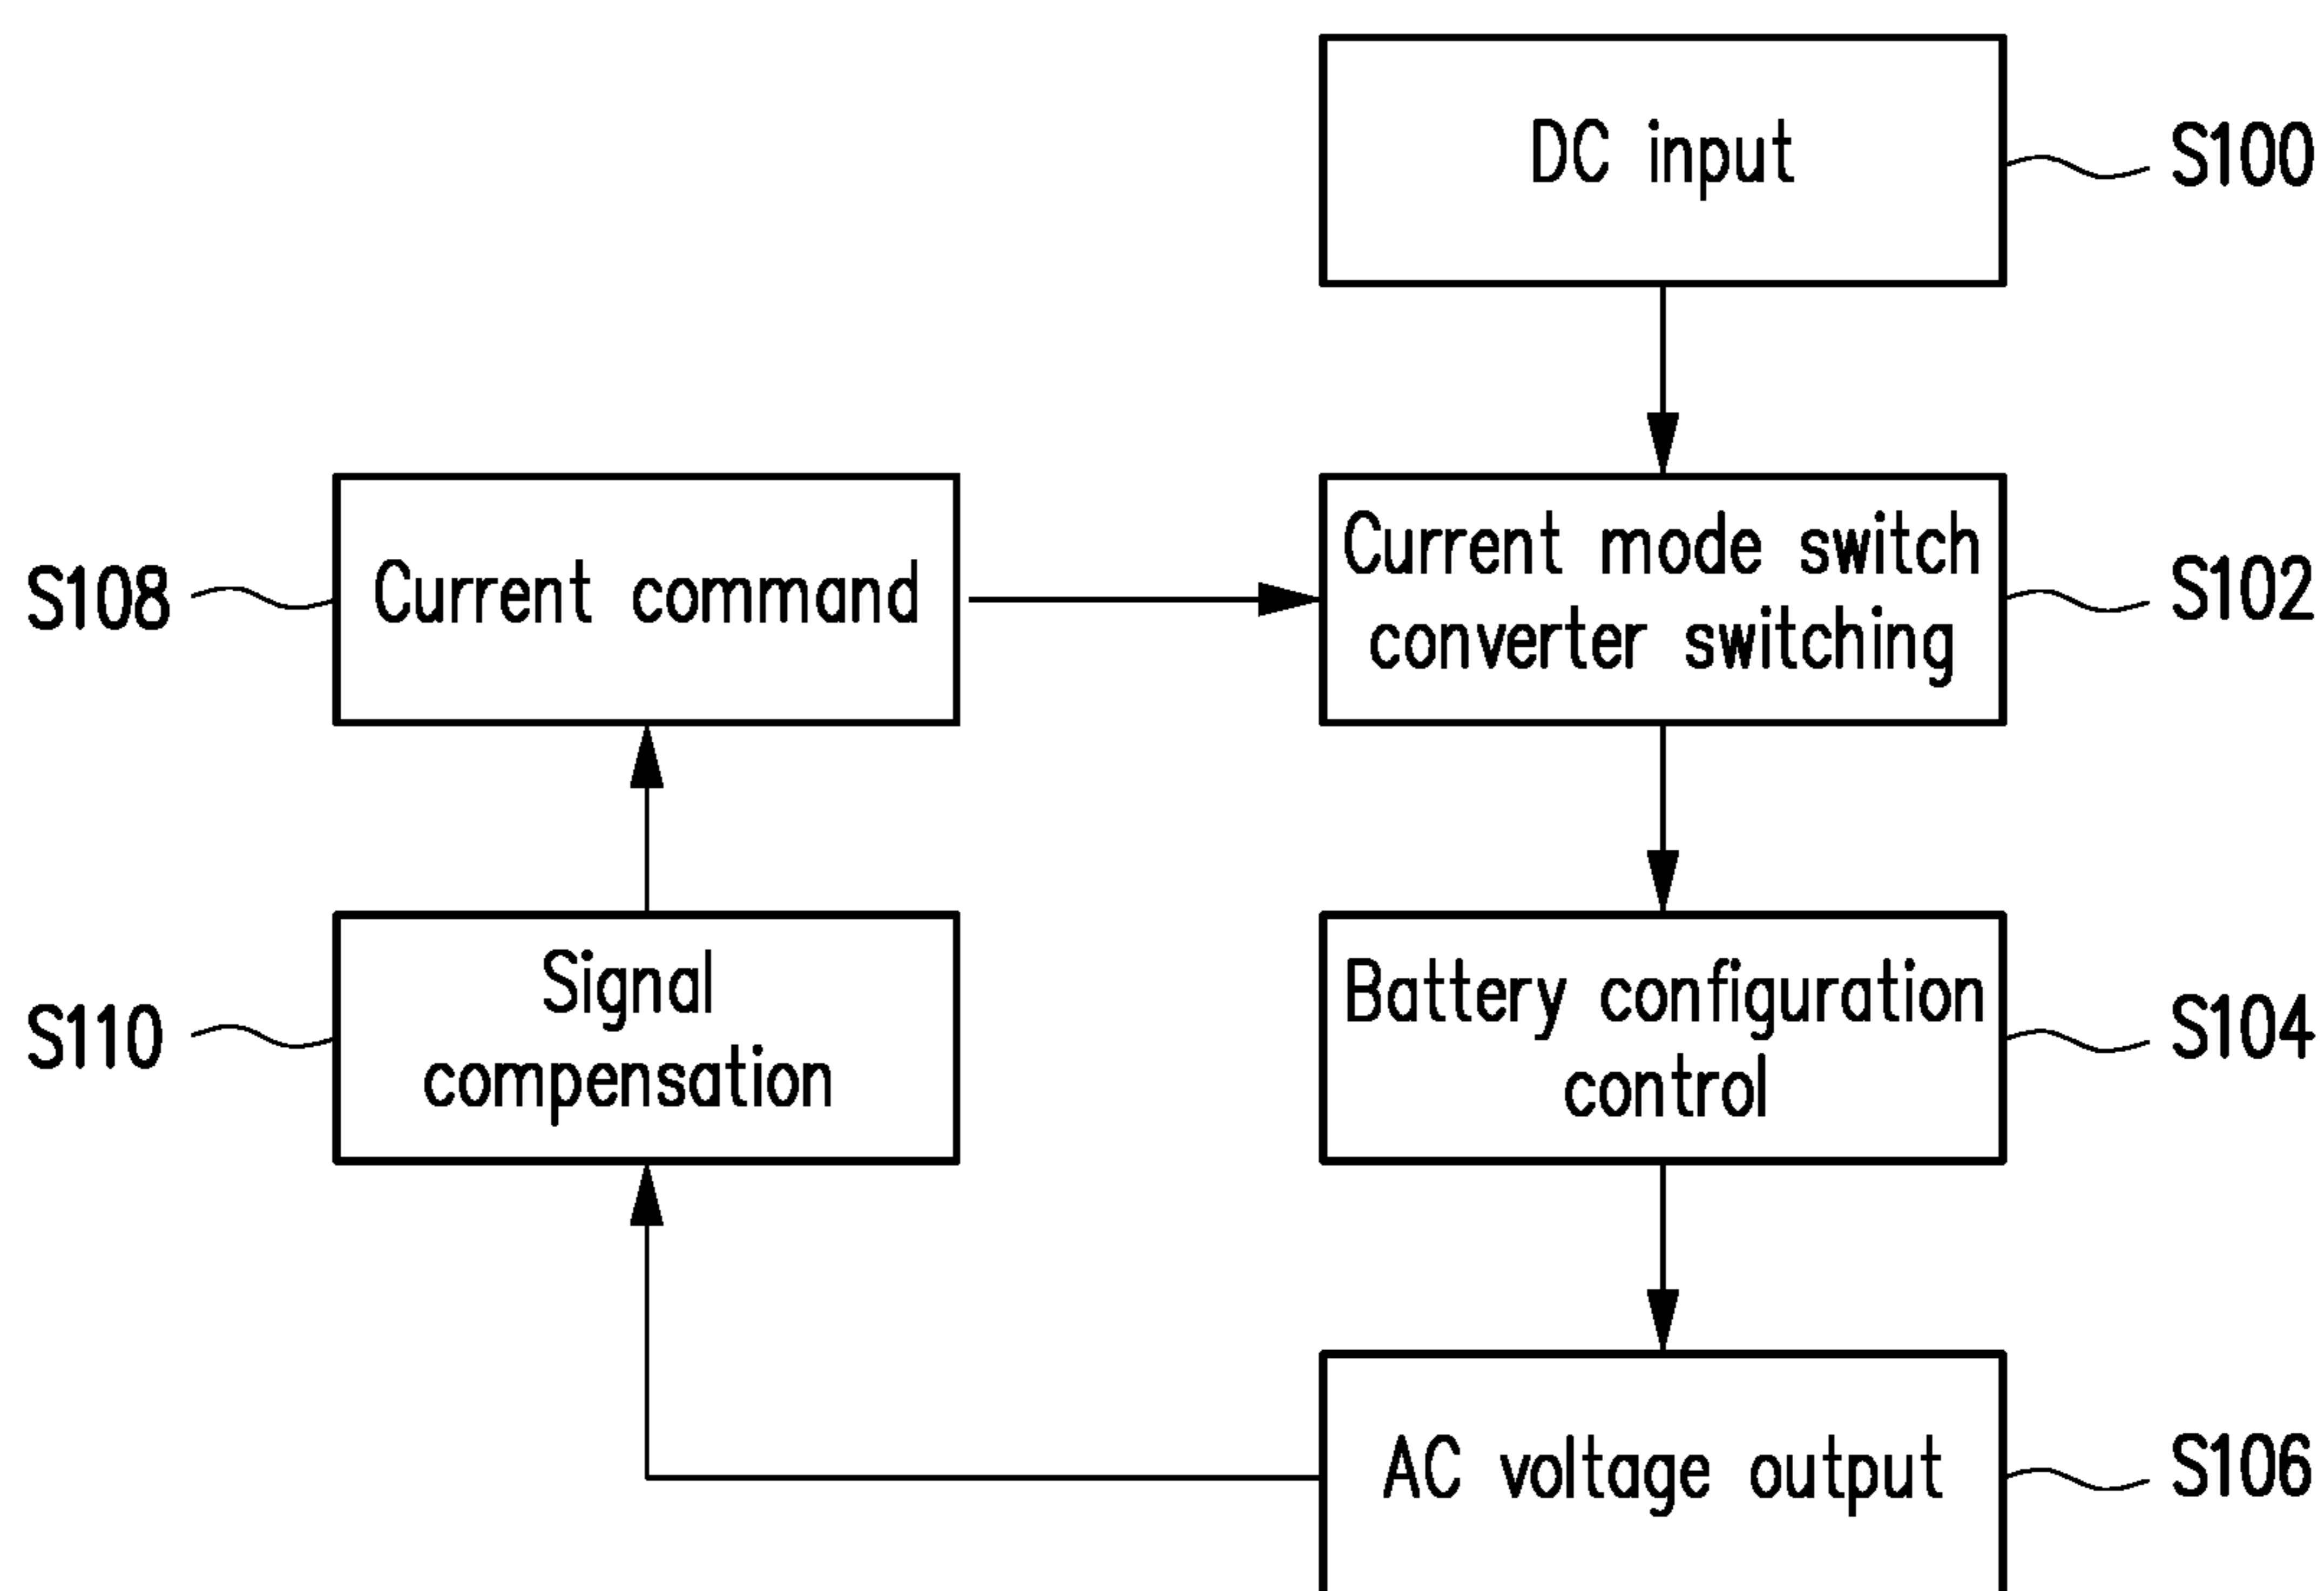 DC input
S100
S108
Current command
Current mode switch
converter switching
S102
S110
Signal
compensation
Battery configuration
control
S104
AC voltage output
S106